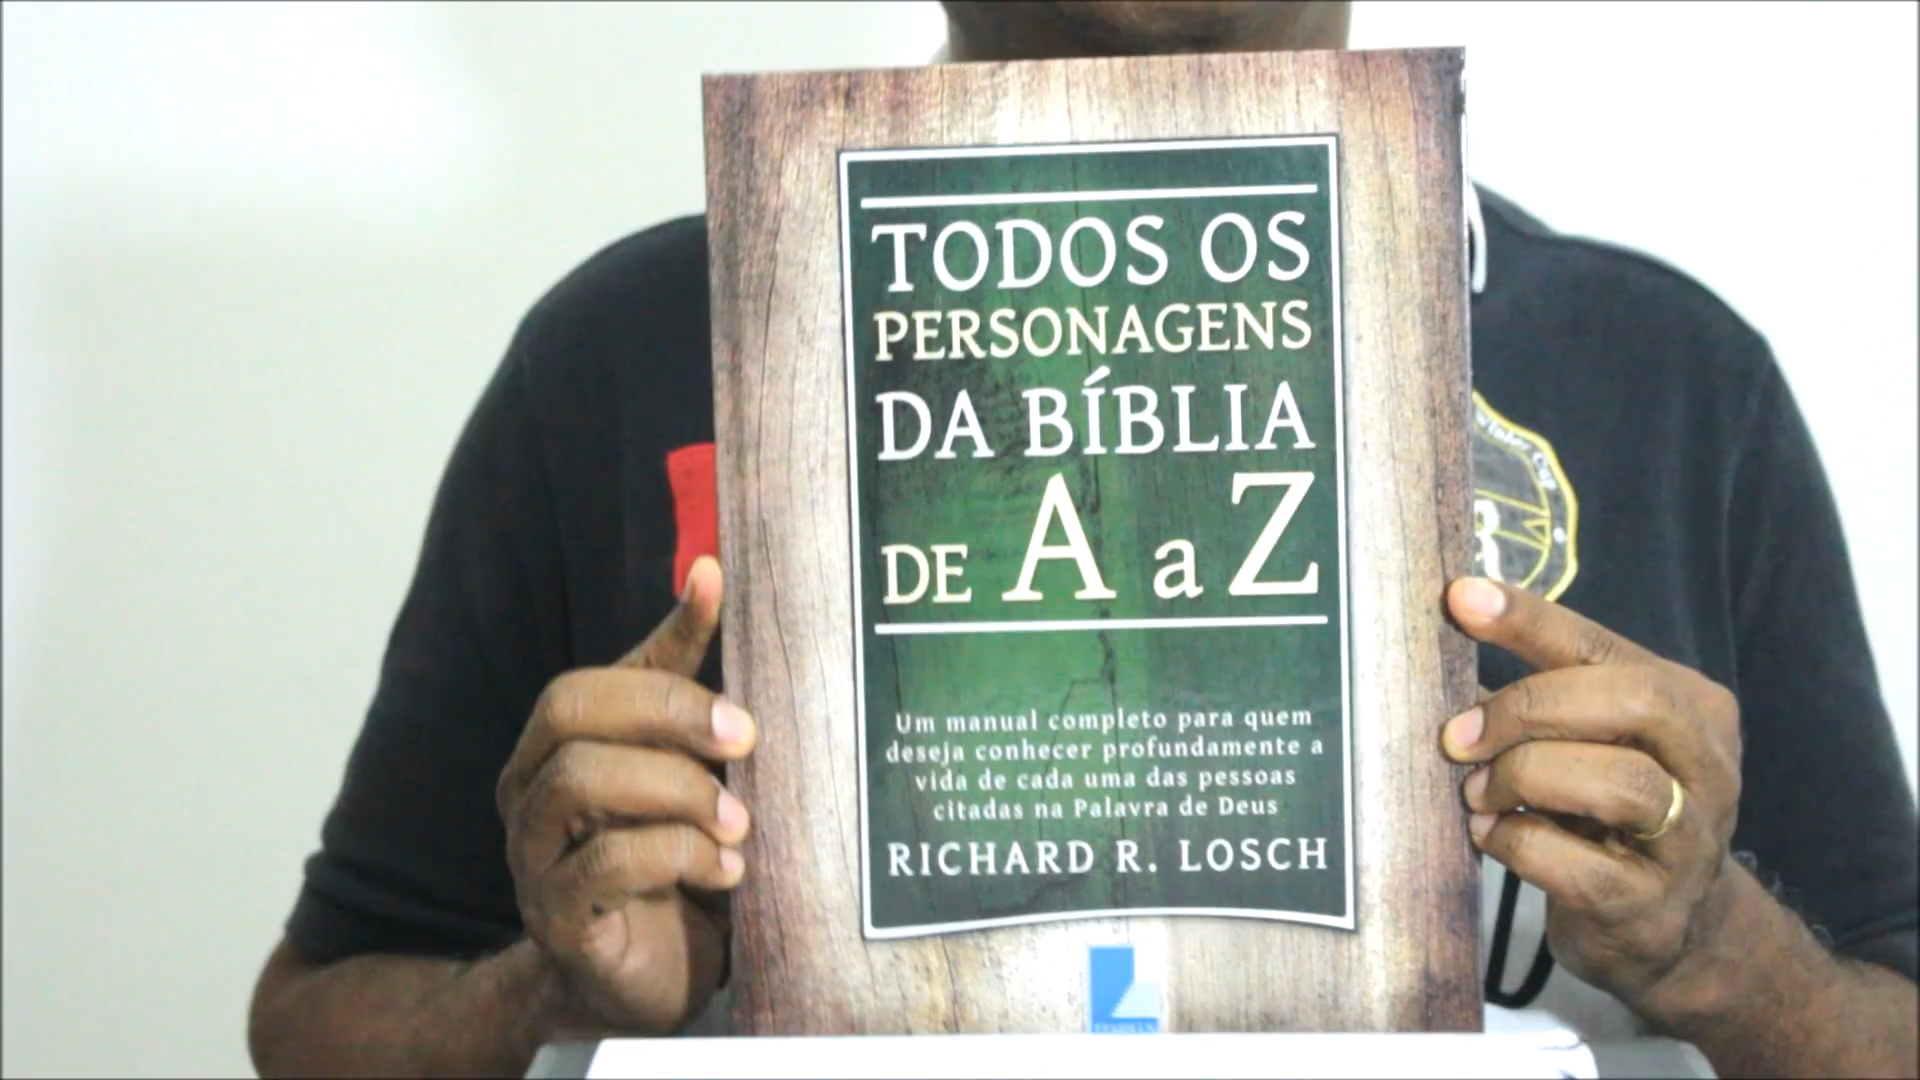 TODOS OS
PERSONAGENS
DA BÍBLIA
DE A a Z
Um manual completo para quem
deseja conhecer profundamente a
vida de cada uma das pessoas
citadas na Palavra de Deus
RICHARD R. LOSCH